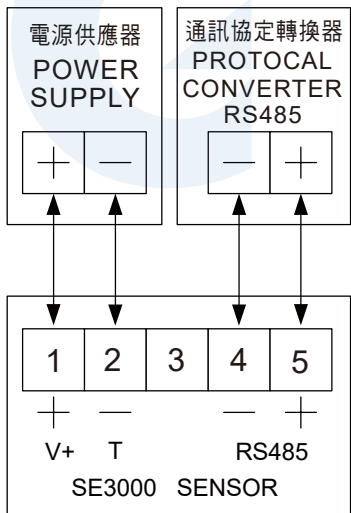 電源供應器
POWER
SUPPLY
+ —
通訊協定轉換器
PROTOCAL
CONVERTER
RS485
— +
1 2 3 4 5
+ — — +
V+ T RS485
SE3000 SENSOR